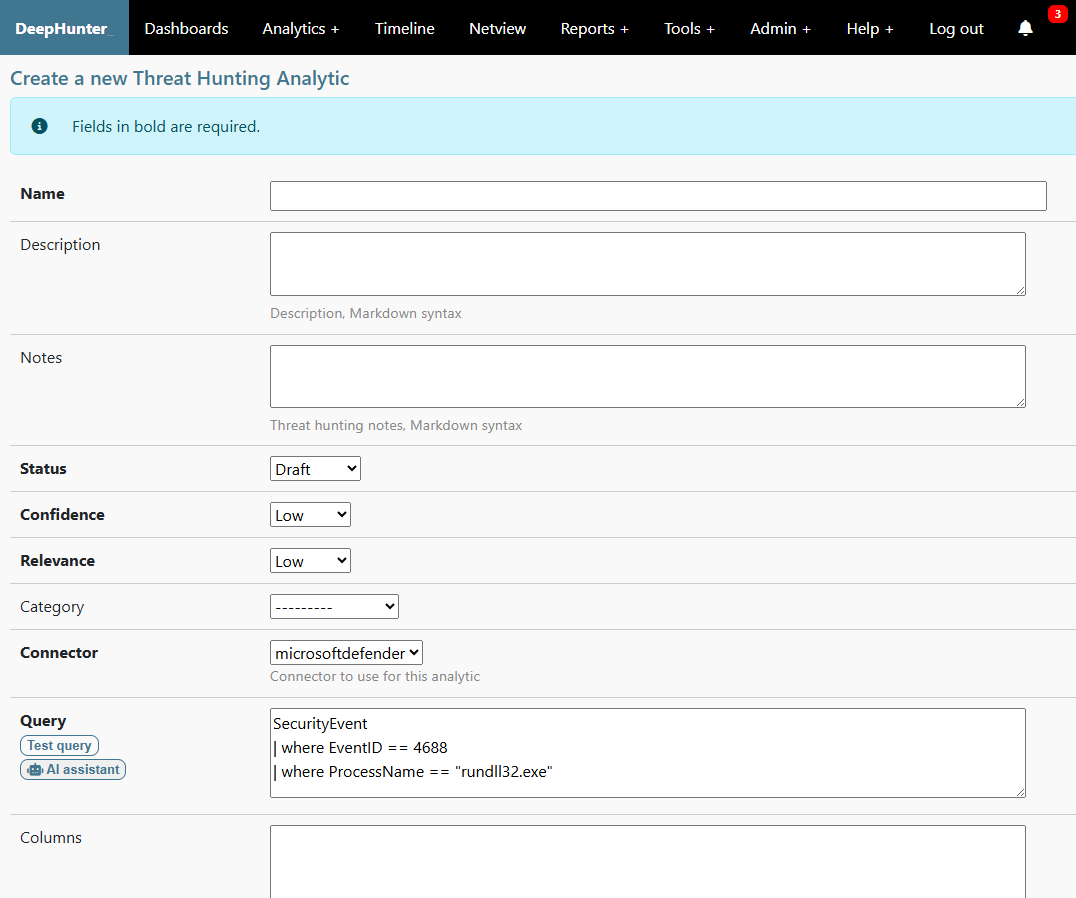 DeepHunter_ Dashboards Analytics + Timeline Netview Reports + Tools + Admin + Help + Log out 3
Create a new Threat Hunting Analytic
Fields in bold are required.
Name
Description
Description, Markdown syntax
Notes
Threat hunting notes, Markdown syntax
Status Draft
Confidence Low
Relevance Low
Category ---------
Connector microsoftdefender
Connector to use for this analytic
Query
Test query
AI assistant
SecurityEvent
| where EventID == 4688
| where ProcessName == "rundll32.exe"
Columns